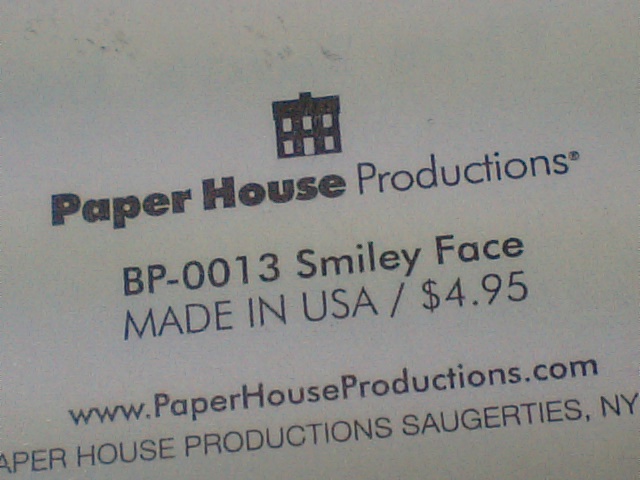 Paper House Productions®
BP-0013 Smiley Face
MADE IN USA / $4.95
www.PaperHouseProductions.com
APER HOUSE PRODUCTIONS SAUGERTIES, NY